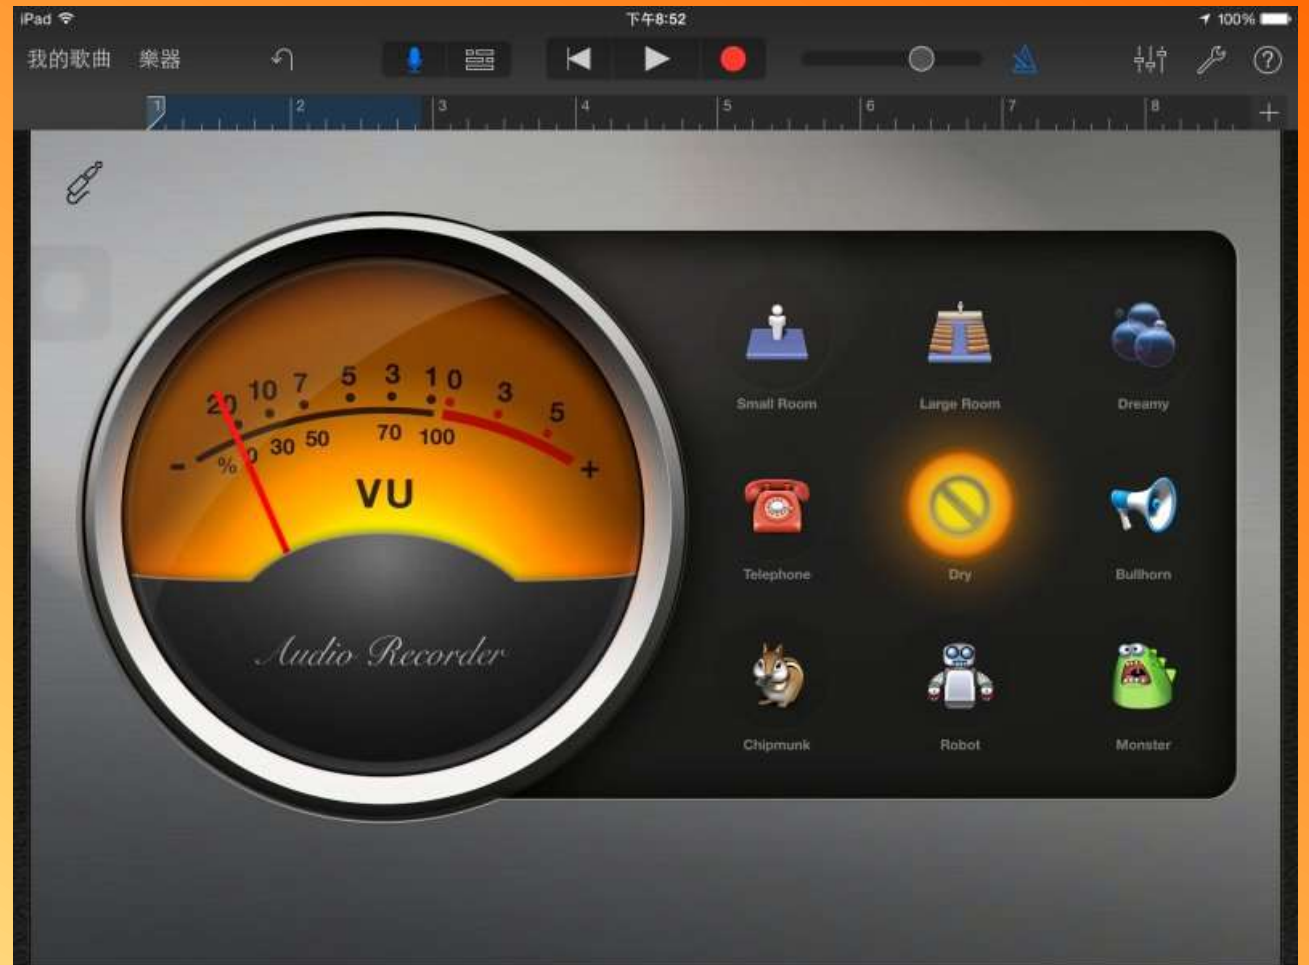 iPad 下午8:52 100%
我的歌曲 樂器
1 2 3 4 5 6 7 8
20 10 7 5 3 1 0 3 5
- % 0 30 50 70 100 +
VU
Audio Recorder
Small Room Large Room Dreamy
Telephone Dry Bullhorn
Chipmunk Robot Monster